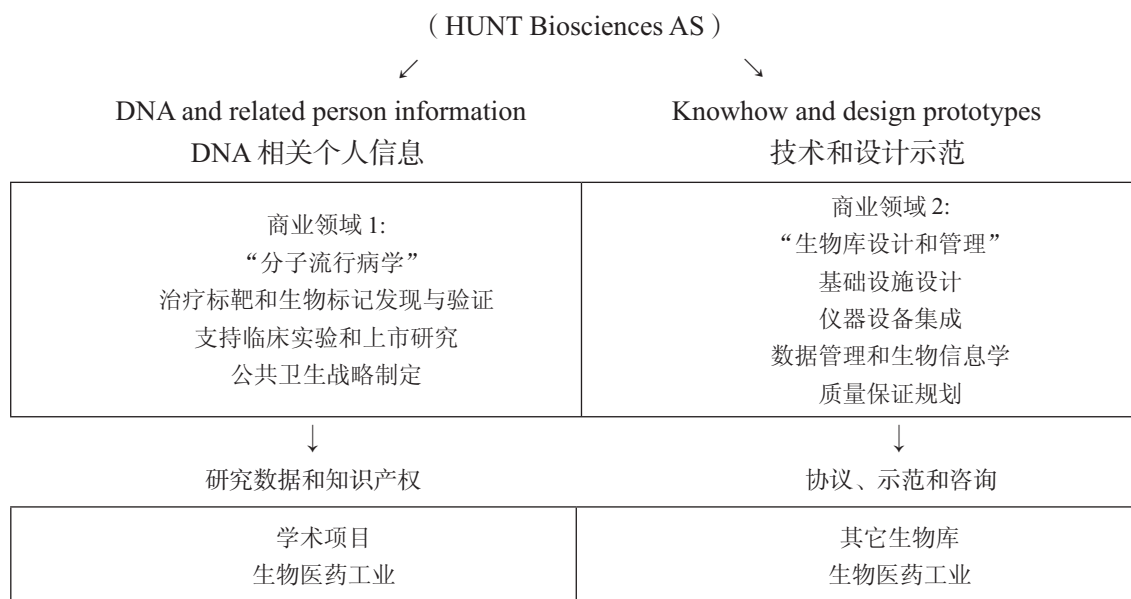 （HUNT Biosciences AS）
DNA and related person information
DNA 相关个人信息
Knowhow and design prototypes
技术和设计示范
商业领域 1:
“分子流行病学”
治疗标靶和生物标记发现与验证
支持临床实验和上市研究
公共卫生战略制定
商业领域 2:
“生物库设计和管理”
基础设施设计
仪器设备集成
数据管理和生物信息学
质量保证规划
研究数据和知识产权
协议、示范和咨询
学术项目
生物医药工业
其它生物库
生物医药工业